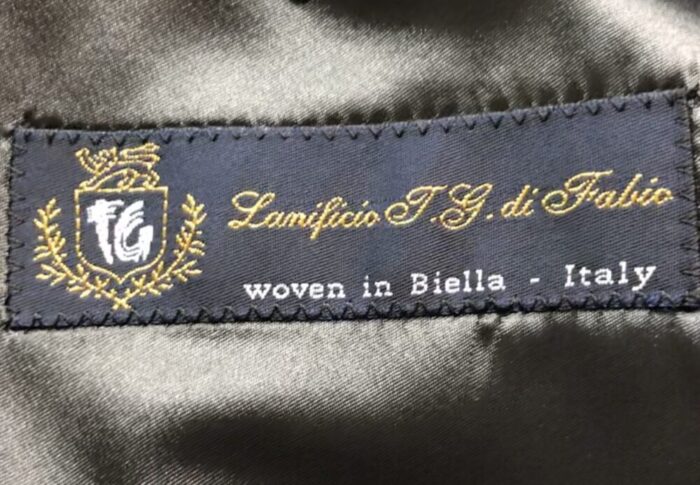 TG
Lanificio T.G. di Fabio
woven in Biella - Italy